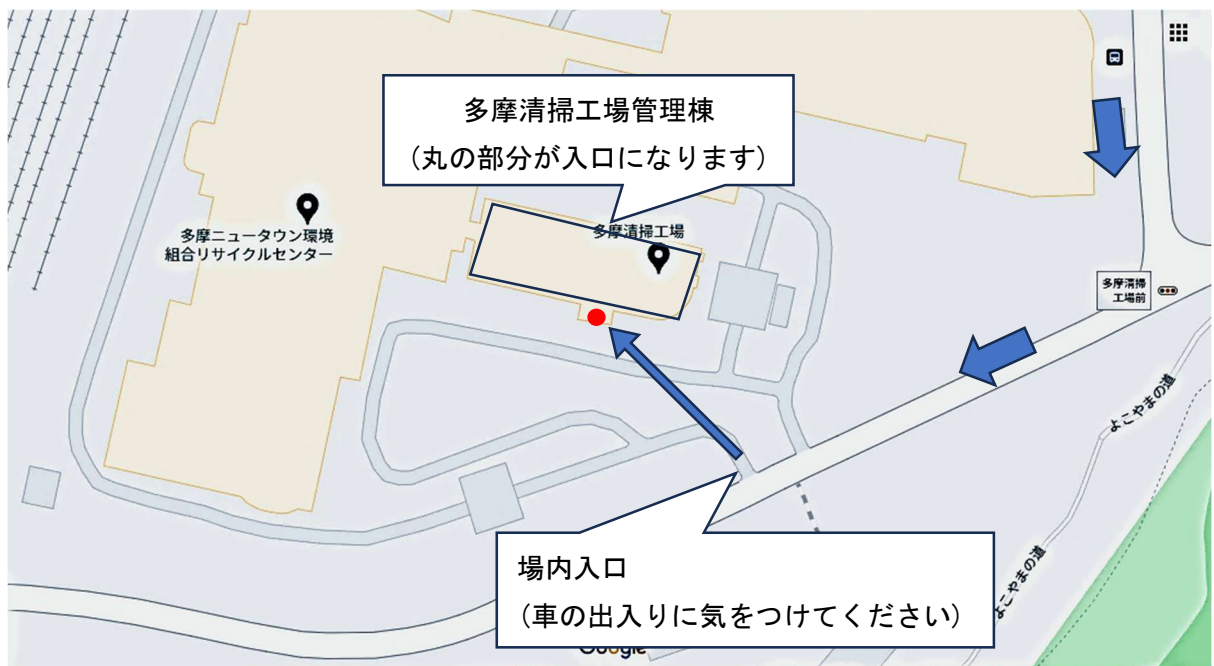 多摩清掃工場管理棟
(丸の部分が入口になります)
多摩ニュータウン環境
組合リサイクルセンター
多摩清掃工場
多摩清掃
工場前
よこやまの道
よこやまの道
場内入口
(車の出入りに気をつけてください)
Google